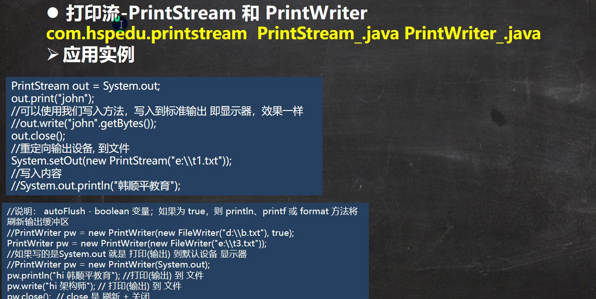 ● 打印流-PrintStream 和 PrintWriter
com.hspedu.printstream PrintStream_.java PrintWriter_.java
➢应用实例
PrintStream out = System.out;
out.print("john");
//可以使用我们写入方法，写入到标准输出 即显示器，效果一样
//out.write("john".getBytes());
out.close();
//重定向输出设备, 到文件
System.setOut(new PrintStream("e:\\t1.txt"));
//写入内容
//System.out.println("韩顺平教育");
//说明： autoFlush - boolean 变量；如果为 true，则 println、printf 或 format 方法将
刷新输出缓冲区
//PrintWriter pw = new PrintWriter(new FileWriter("d:\\b.txt"), true);
PrintWriter pw = new PrintWriter(new FileWriter("e:\\t3.txt"));
//如果写的是System.out 就是 打印(输出) 到默认设备 显示器
//PrintWriter pw = new PrintWriter(System.out);
pw.println("hi 韩顺平教育"); //打印(输出) 到 文件
pw.write("hi 架构师"); // 打印(输出) 到 文件
pw.close(); // close 是 刷新 + 关闭